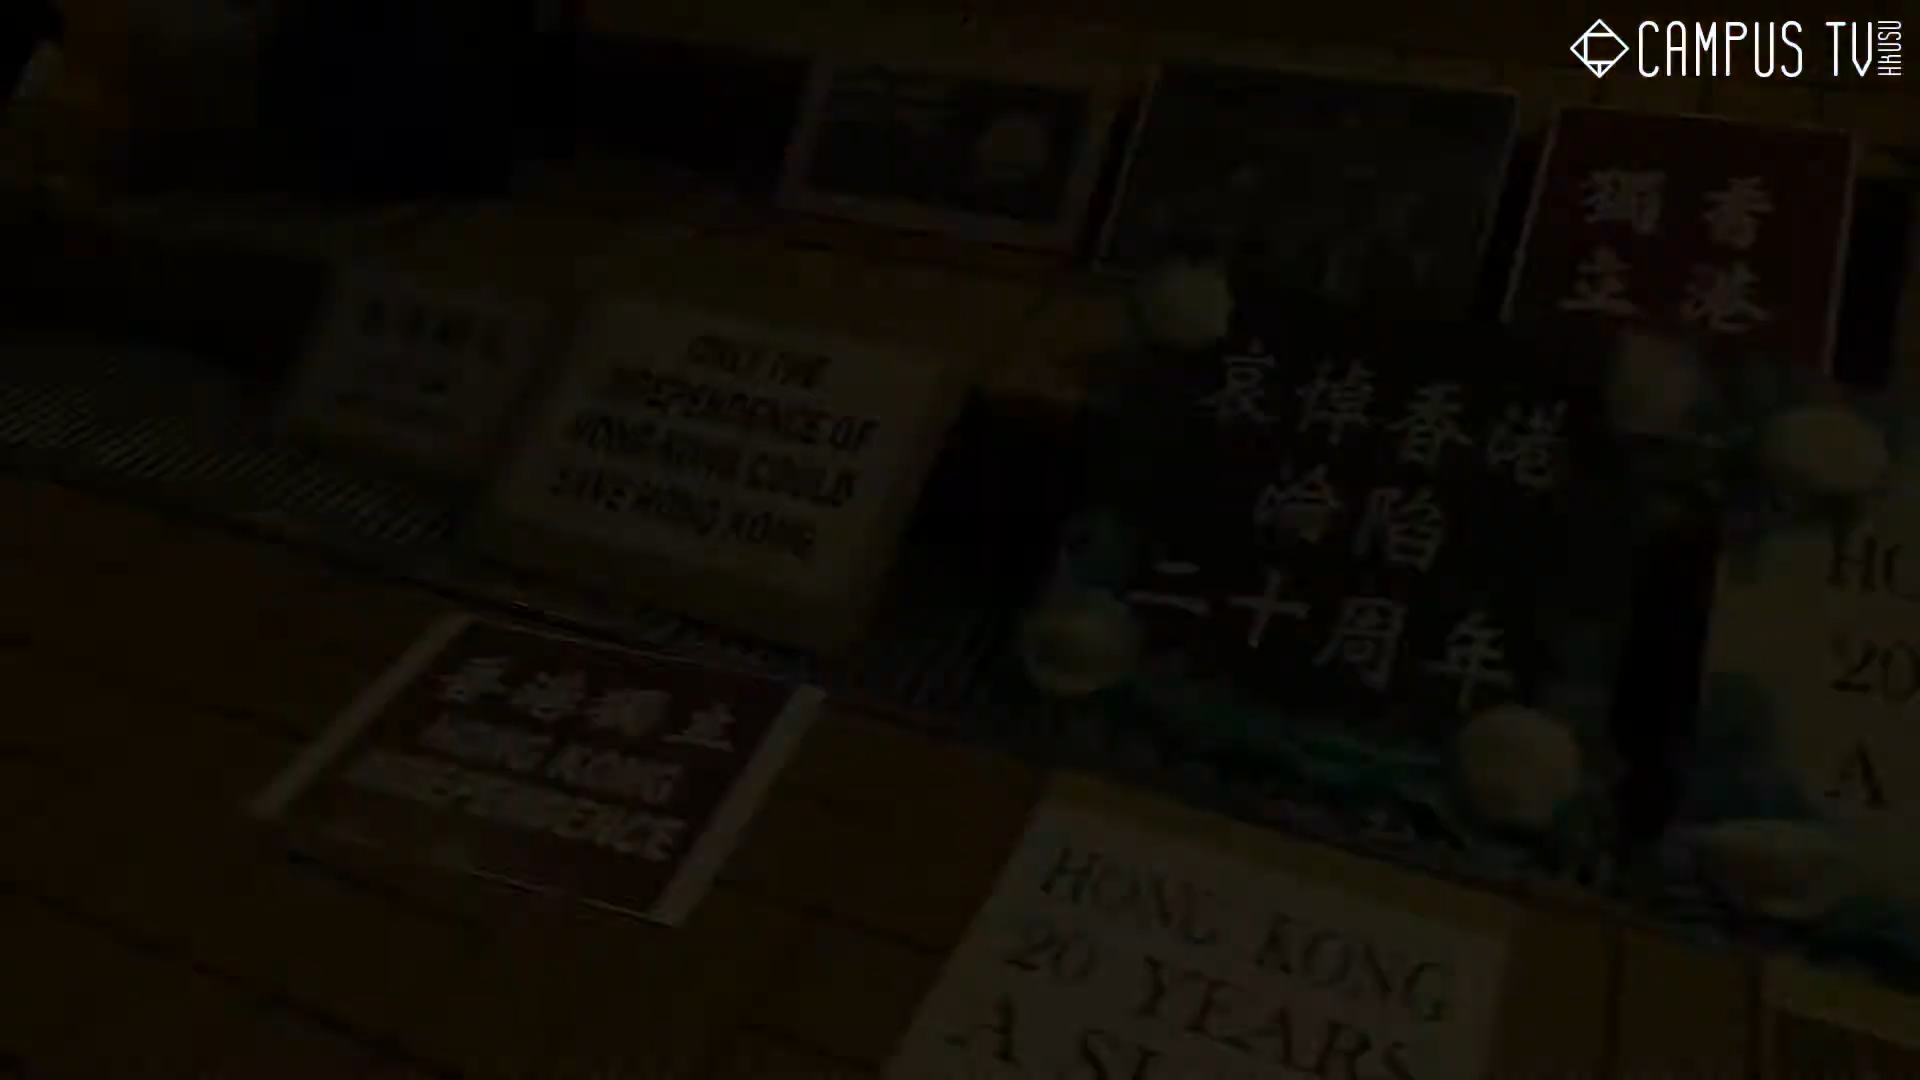 CAMPUS TV
HKUSU
香港
獨立
ONLY THE
INDEPENDENCE OF
HONG KONG COULD
SAVE HONG KONG
哀悼香港
淪陷
二十周年
香港獨立
HONG KONG
INDEPENDENCE
HONG KONG
20 YEARS
A
20
A